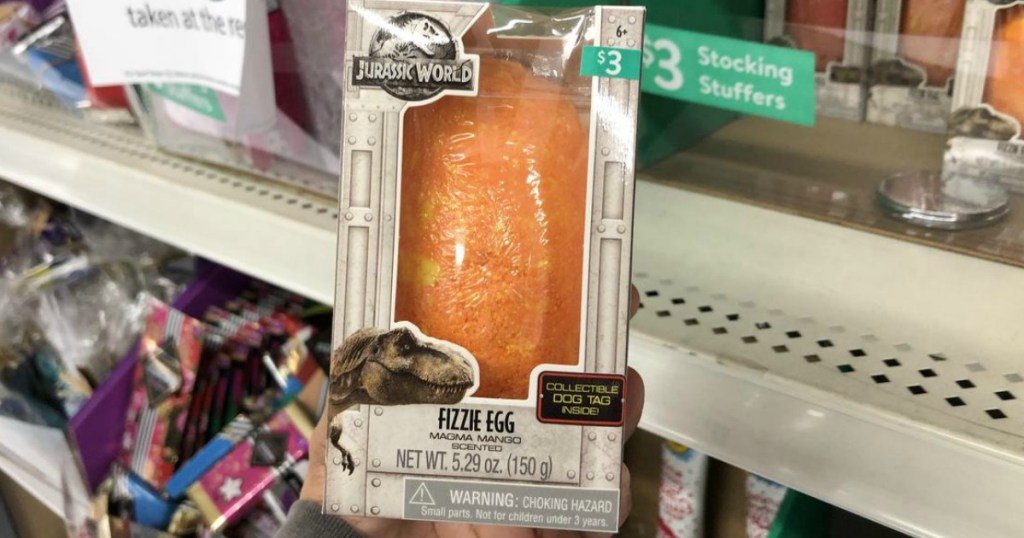 taken at the re
JURASSIC WORLD
6+
$3
$3 Stocking
Stuffers
COLLECTIBLE
DOG TAG
INSIDE!
FIZZIE EGG
MAGMA MANGO
SCENTED
NET WT. 5.29 oz. (150 g)
WARNING: CHOKING HAZARD
Small parts. Not for children under 3 years.